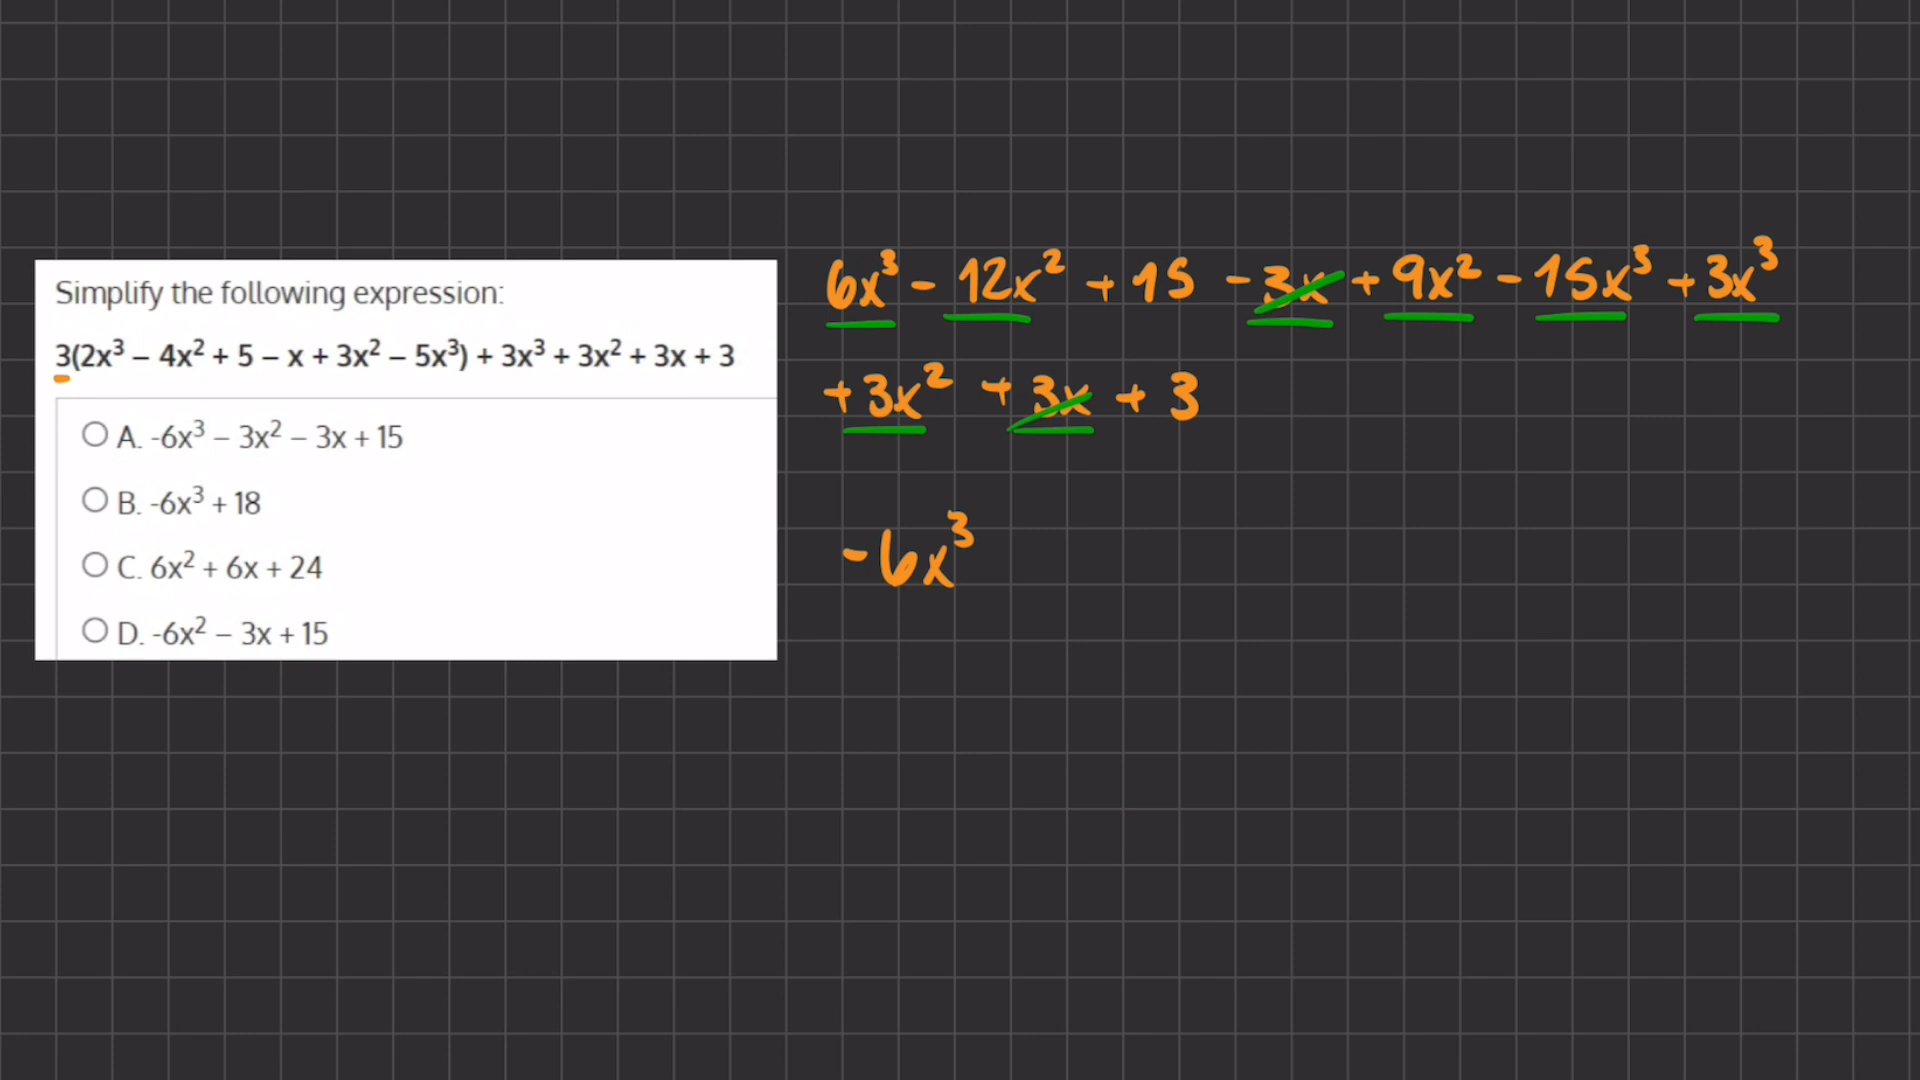 Simplify the following expression:
3(2x³ – 4x² + 5 – x + 3x² – 5x³) + 3x³ + 3x² + 3x + 3
A. -6x³ – 3x² – 3x + 15
B. -6x³ + 18
C. 6x² + 6x + 24
D. -6x² – 3x + 15
6x³ - 12x² + 15 - 3x + 9x² - 15x³ + 3x³
+ 3x² + 3x + 3
-6x³